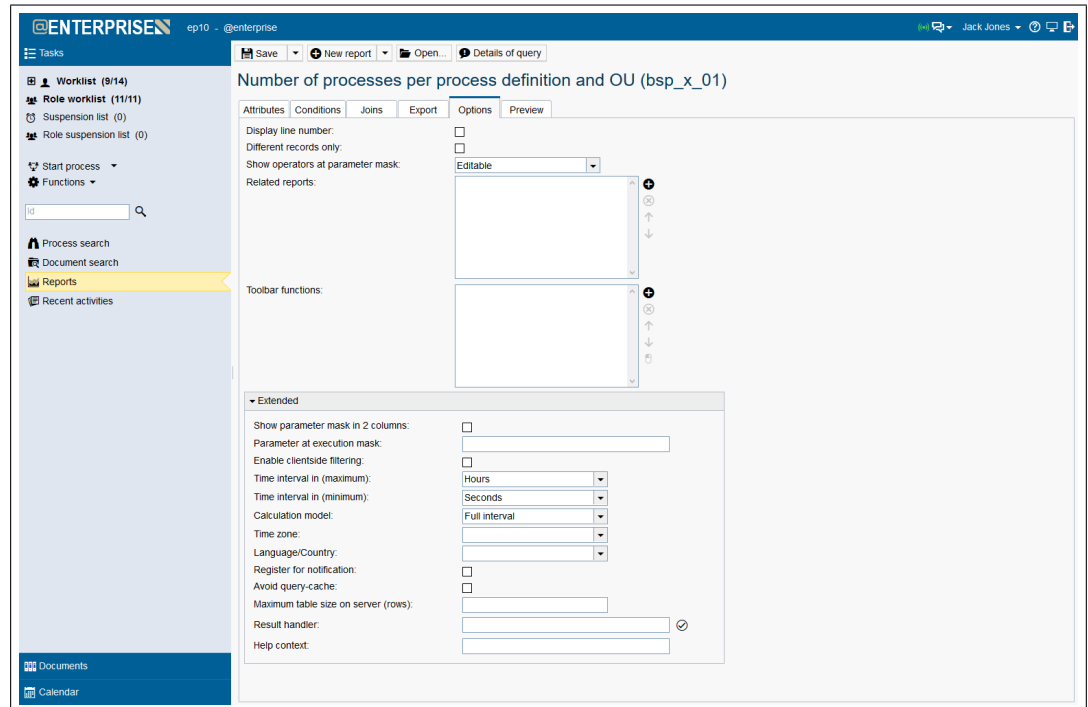 @ENTERPRISE ep10 - @enterprise Jack Jones
Tasks
Save New report Open... Details of query
Worklist (9/14)
Role worklist (11/11)
Suspension list (0)
Role suspension list (0)
Start process
Functions
Id
Process search
Document search
Reports
Recent activities
Documents
Calendar
Number of processes per process definition and OU (bsp_x_01)
Attributes Conditions Joins Export Options Preview
Display line number:
Different records only:
Show operators at parameter mask: Editable
Related reports:
Toolbar functions:
Extended
Show parameter mask in 2 columns:
Parameter at execution mask:
Enable clientside filtering:
Time interval in (maximum): Hours
Time interval in (minimum): Seconds
Calculation model: Full interval
Time zone:
Language/Country:
Register for notification:
Avoid query-cache:
Maximum table size on server (rows):
Result handler:
Help context: